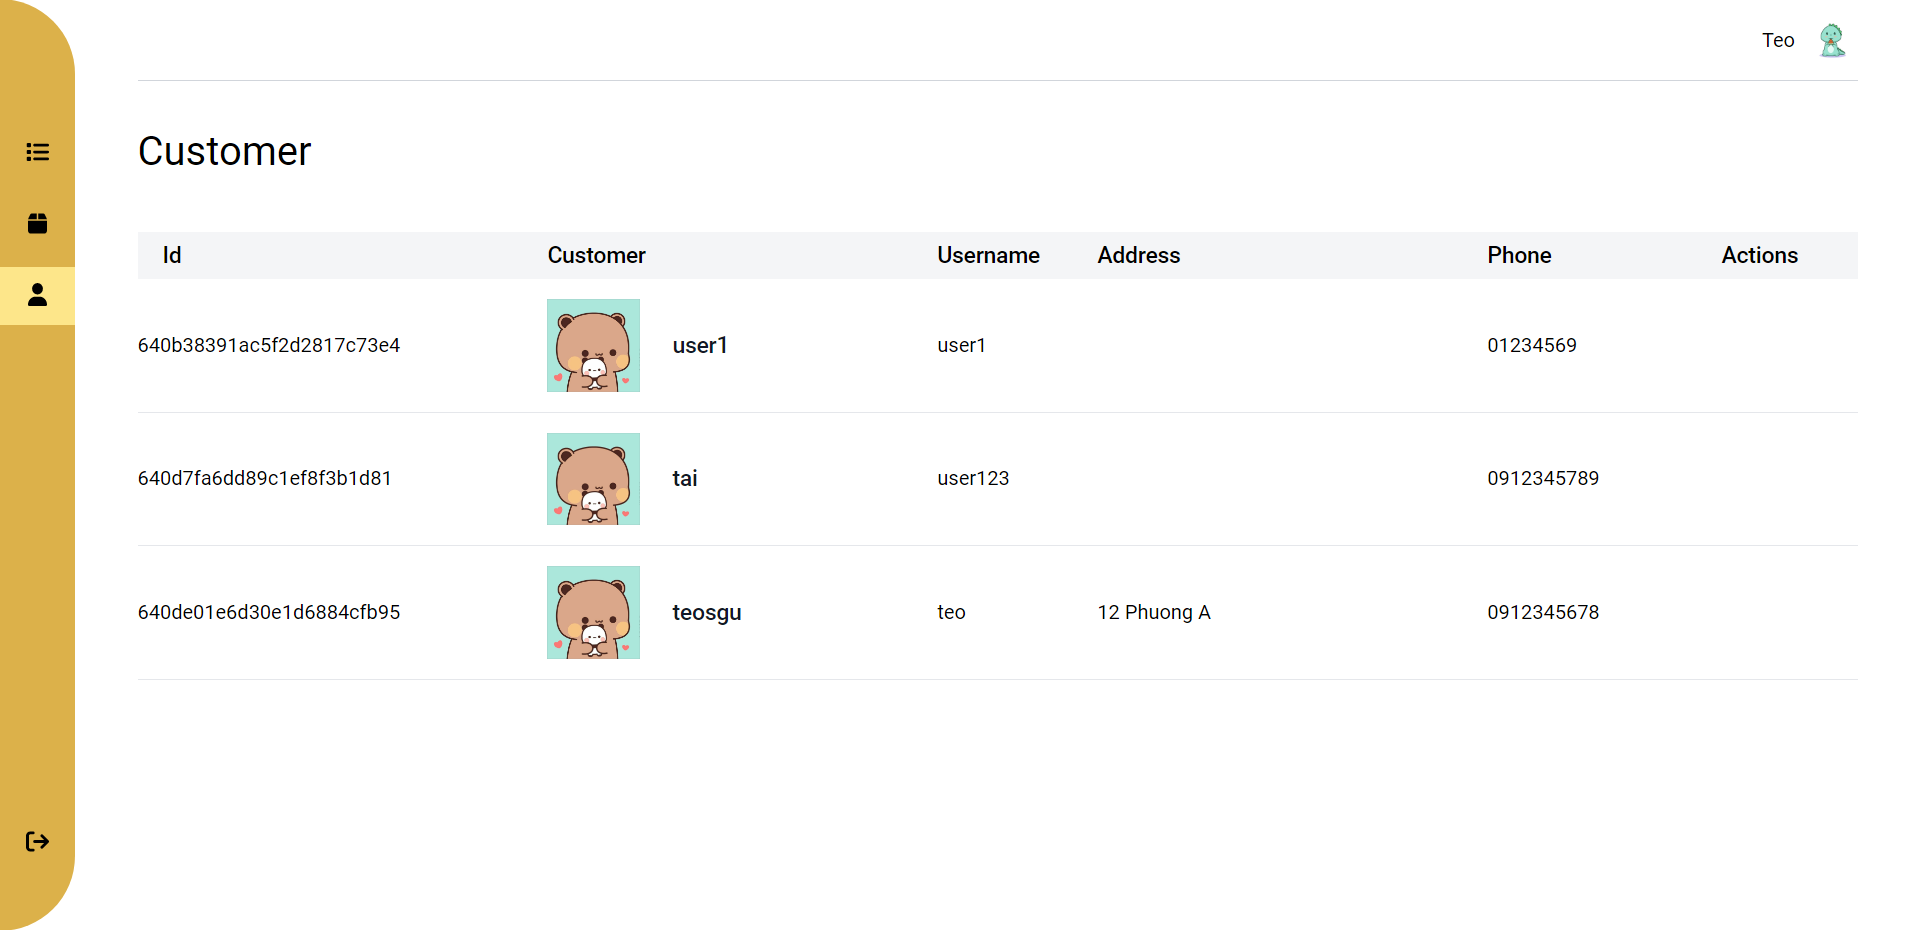 Teo
Customer
Id Customer Username Address Phone Actions
640b38391ac5f2d2817c73e4 user1 user1 01234569
640d7fa6dd89c1ef8f3b1d81 tai user123 0912345789
640de01e6d30e1d6884cfb95 teosgu teo 12 Phuong A 0912345678